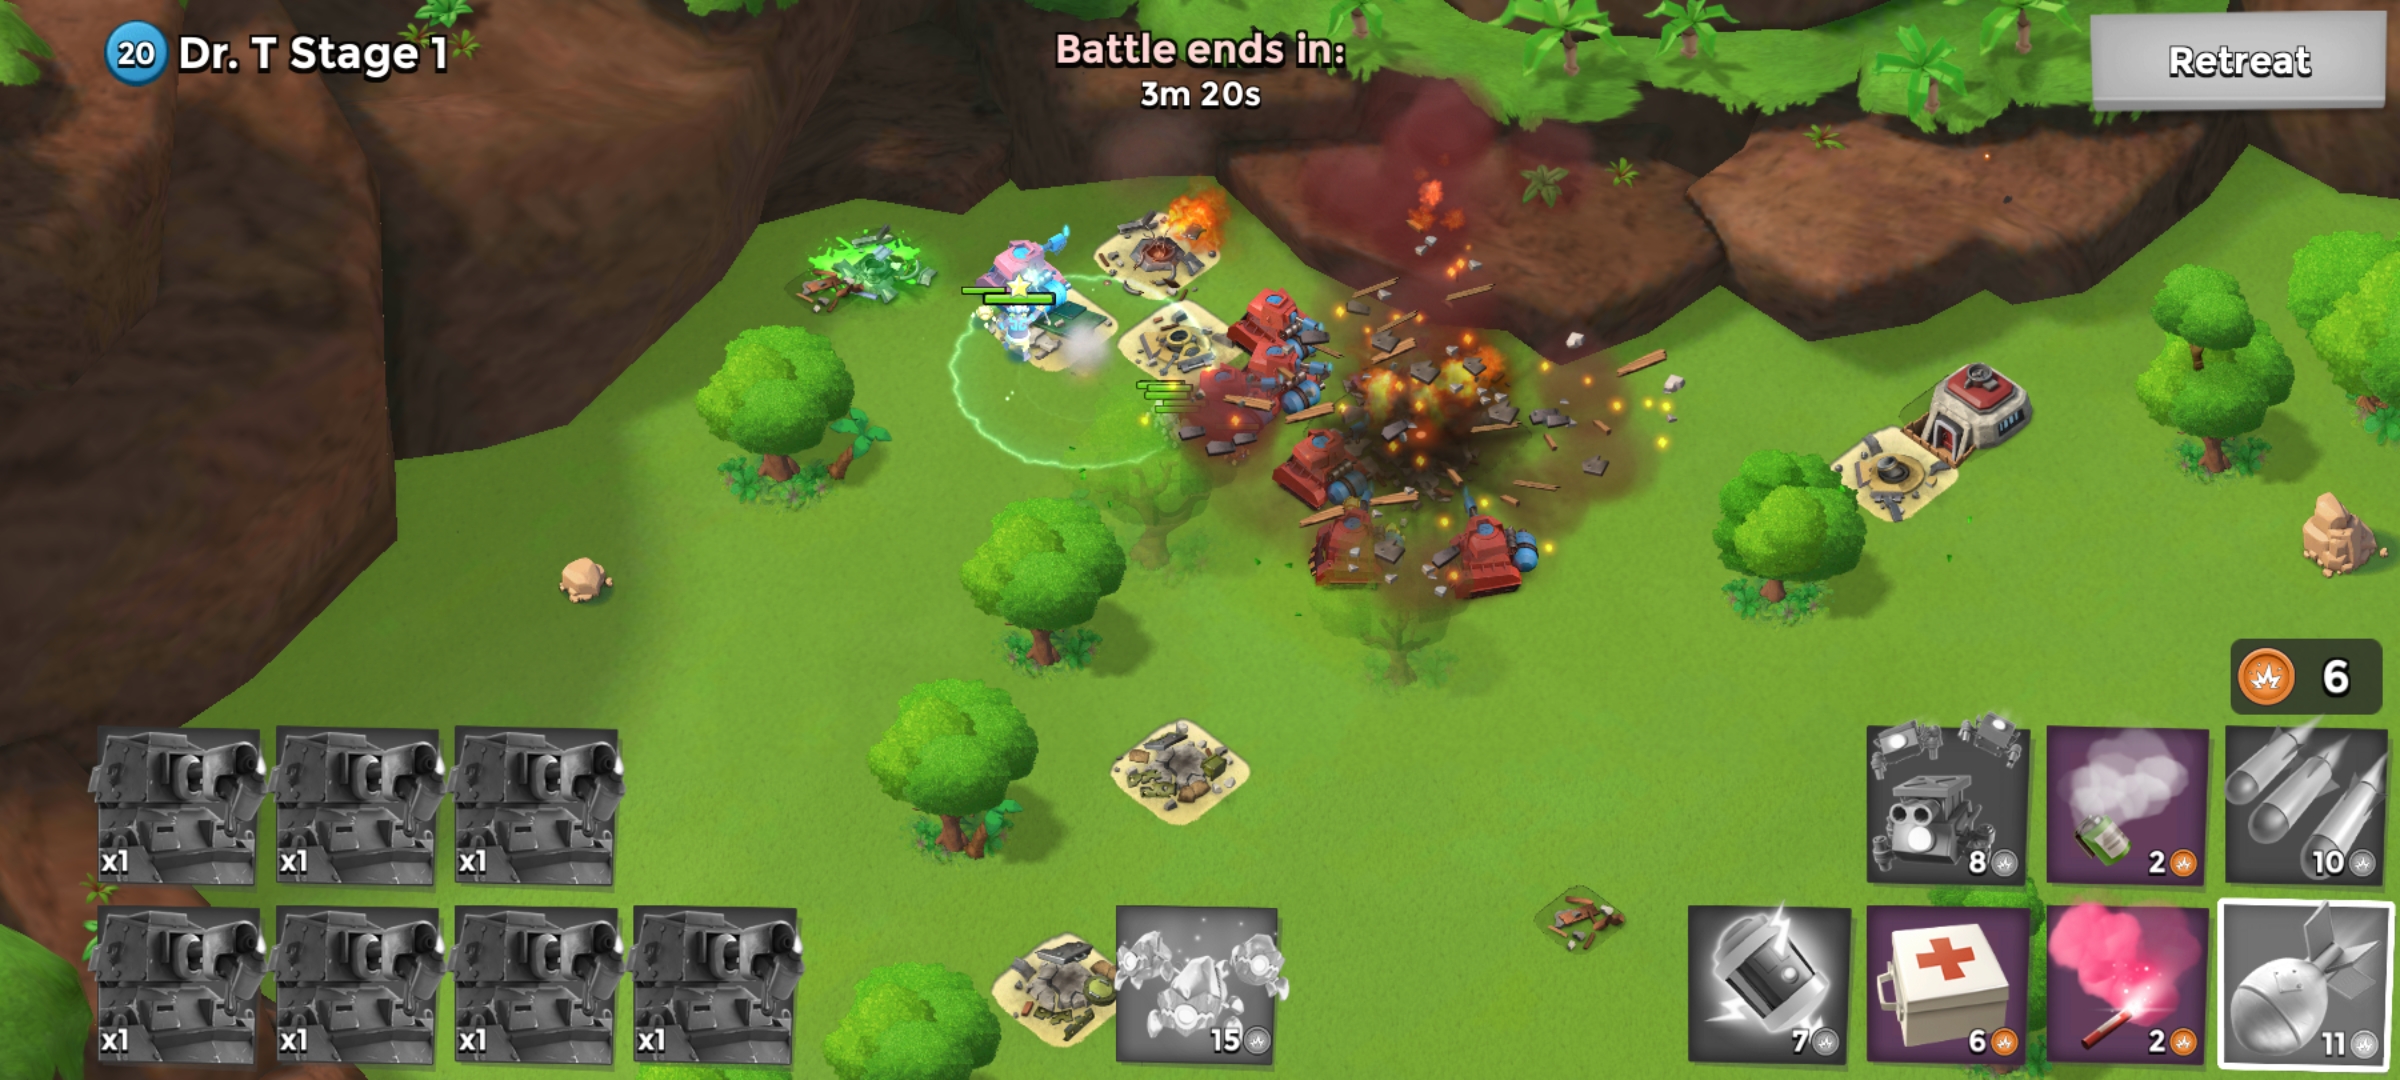 20 Dr. T Stage 1
Battle ends in:
3m 20s
Retreat
6
x1 x1 x1
8 2 10
x1 x1 x1 x1
15 7 6 2 11